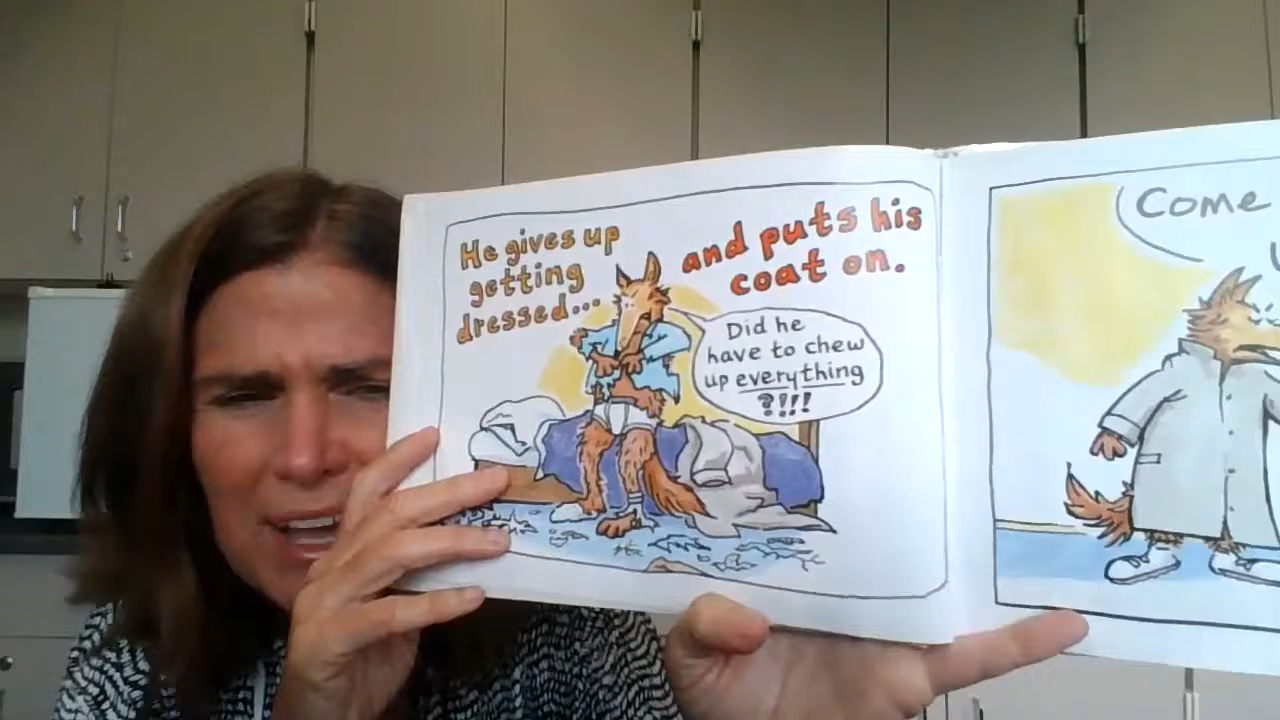 He gives up
getting
dressed...
and puts his
coat on.
Did he
have to chew
up everything
?!!!
Come